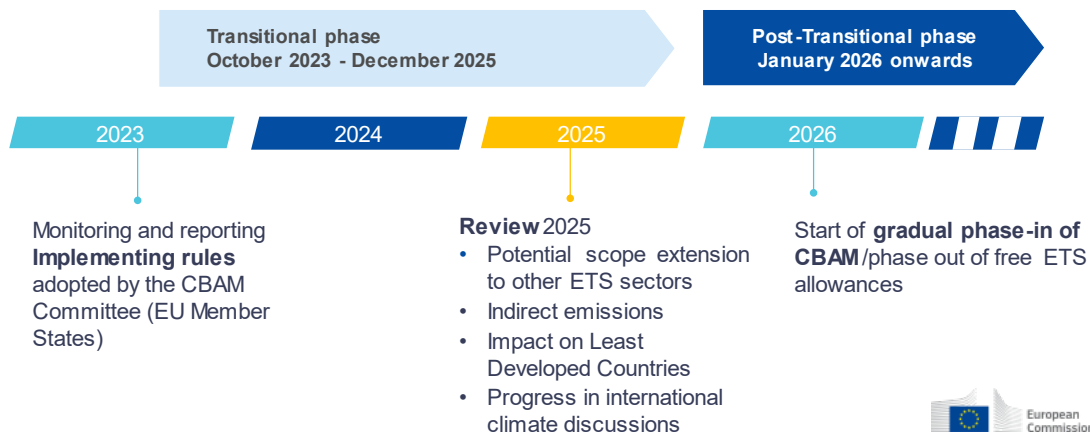 Transitional phase
October 2023 - December 2025
Post-Transitional phase
January 2026 onwards
2023
2024
2025
2026
Monitoring and reporting
Implementing rules
adopted by the CBAM
Committee (EU Member
States)
Review 2025
• Potential scope extension
to other ETS sectors
• Indirect emissions
• Impact on Least
Developed Countries
• Progress in international
climate discussions
Start of gradual phase-in of
CBAM/phase out of free ETS
allowances
European
Commission